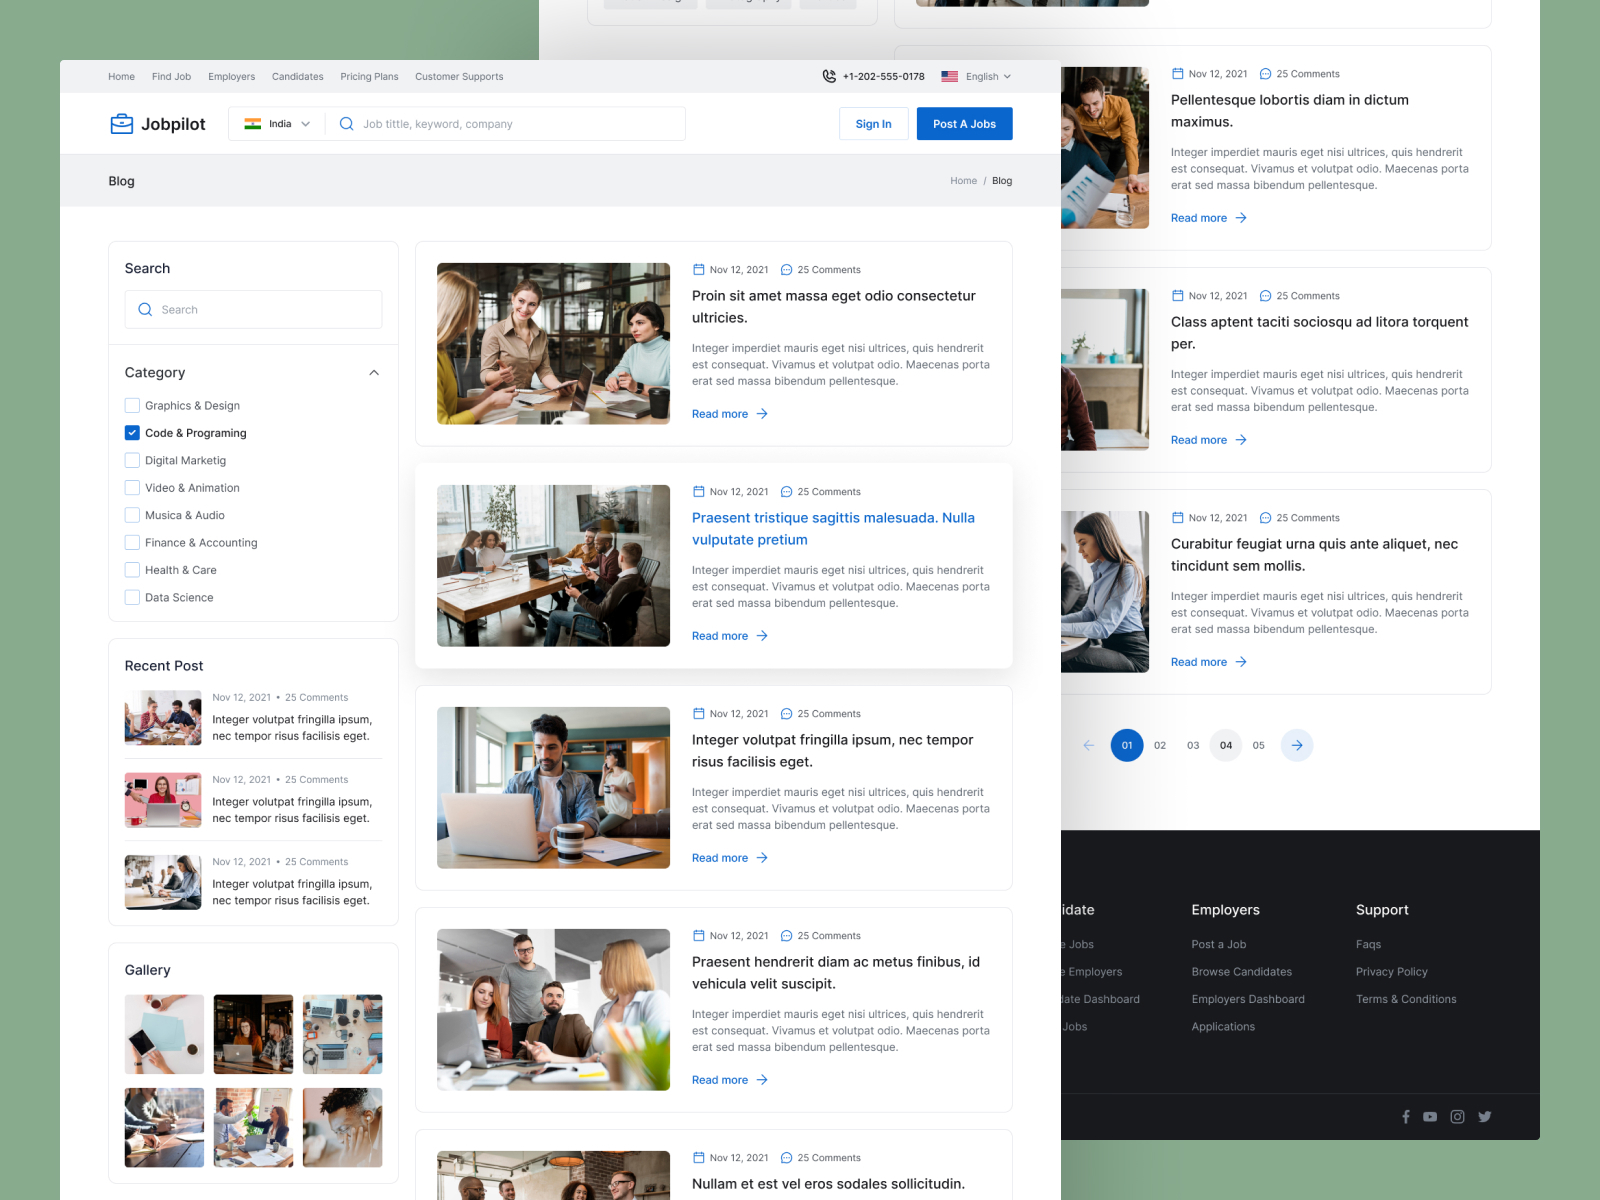 Home Find Job Employers Candidates Pricing Plans Customer Supports
+1-202-555-0178 English
Jobpilot
India
Job tittle, keyword, company
Sign In
Post A Jobs
Blog
Home / Blog
Search
Search
Category
Graphics & Design
Code & Programing
Digital Marketig
Video & Animation
Musica & Audio
Finance & Accounting
Health & Care
Data Science
Recent Post
Nov 12, 2021 • 25 Comments
Integer volutpat fringilla ipsum,
nec tempor risus facilisis eget.
Nov 12, 2021 • 25 Comments
Integer volutpat fringilla ipsum,
nec tempor risus facilisis eget.
Nov 12, 2021 • 25 Comments
Integer volutpat fringilla ipsum,
nec tempor risus facilisis eget.
Gallery
Nov 12, 2021 25 Comments
Proin sit amet massa eget odio consectetur
ultricies.
Integer imperdiet mauris eget nisi ultrices, quis hendrerit
est consequat. Vivamus et volutpat odio. Maecenas porta
erat sed massa bibendum pellentesque.
Read more
Nov 12, 2021 25 Comments
Praesent tristique sagittis malesuada. Nulla
vulputate pretium
Integer imperdiet mauris eget nisi ultrices, quis hendrerit
est consequat. Vivamus et volutpat odio. Maecenas porta
erat sed massa bibendum pellentesque.
Read more
Nov 12, 2021 25 Comments
Integer volutpat fringilla ipsum, nec tempor
risus facilisis eget.
Integer imperdiet mauris eget nisi ultrices, quis hendrerit
est consequat. Vivamus et volutpat odio. Maecenas porta
erat sed massa bibendum pellentesque.
Read more
Nov 12, 2021 25 Comments
Praesent hendrerit diam ac metus finibus, id
vehicula velit suscipit.
Integer imperdiet mauris eget nisi ultrices, quis hendrerit
est consequat. Vivamus et volutpat odio. Maecenas porta
erat sed massa bibendum pellentesque.
Read more
Nov 12, 2021 25 Comments
Nullam et est vel eros sodales sollicitudin.
Nov 12, 2021 25 Comments
Pellentesque lobortis diam in dictum
maximus.
Integer imperdiet mauris eget nisi ultrices, quis hendrerit
est consequat. Vivamus et volutpat odio. Maecenas porta
erat sed massa bibendum pellentesque.
Read more
Nov 12, 2021 25 Comments
Class aptent taciti sociosqu ad litora torquent
per.
Integer imperdiet mauris eget nisi ultrices, quis hendrerit
est consequat. Vivamus et volutpat odio. Maecenas porta
erat sed massa bibendum pellentesque.
Read more
Nov 12, 2021 25 Comments
Curabitur feugiat urna quis ante aliquet, nec
tincidunt sem mollis.
Integer imperdiet mauris eget nisi ultrices, quis hendrerit
est consequat. Vivamus et volutpat odio. Maecenas porta
erat sed massa bibendum pellentesque.
Read more
01 02 03 04 05
idate
e Jobs
e Employers
date Dashboard
Jobs
Employers
Post a Job
Browse Candidates
Employers Dashboard
Applications
Support
Faqs
Privacy Policy
Terms & Conditions